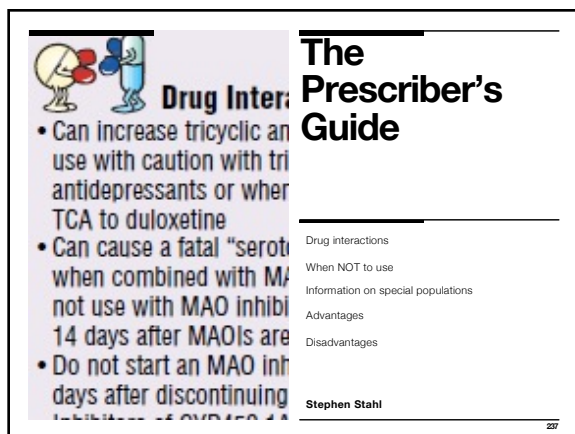 Drug Inter
• Can increase tricyclic an
use with caution with tri
antidepressants or when
TCA to duloxetine
• Can cause a fatal “seroto
when combined with MA
not use with MAO inhibi
14 days after MAOIs are
• Do not start an MAO inh
days after discontinuing
The
Prescriber’s
Guide
Drug interactions
When NOT to use
Information on special populations
Advantages
Disadvantages
Stephen Stahl
237